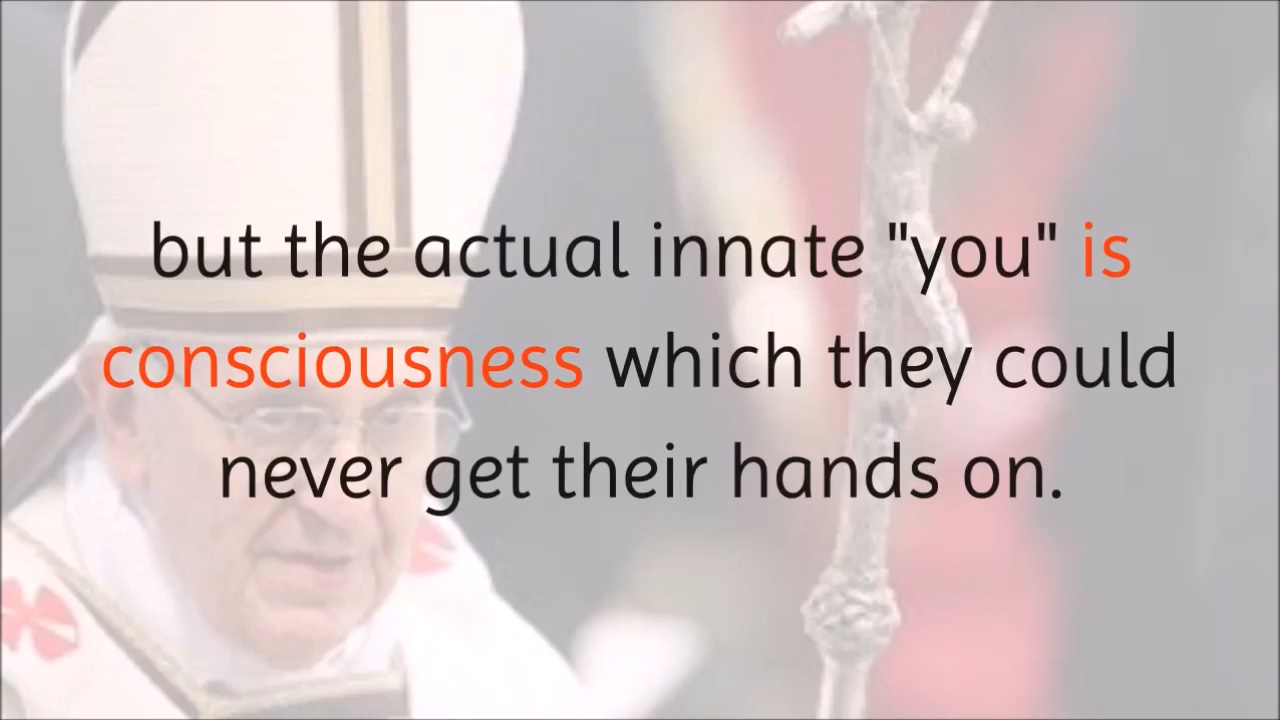 but the actual innate "you" is
consciousness which they could
never get their hands on.